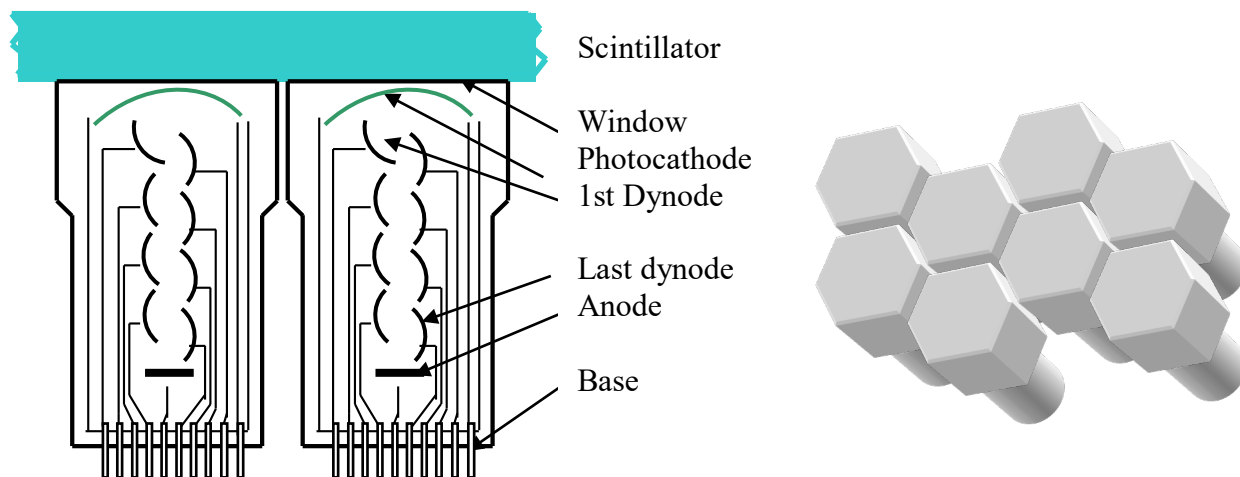 Scintillator
Window
Photocathode
1st Dynode
Last dynode
Anode
Base